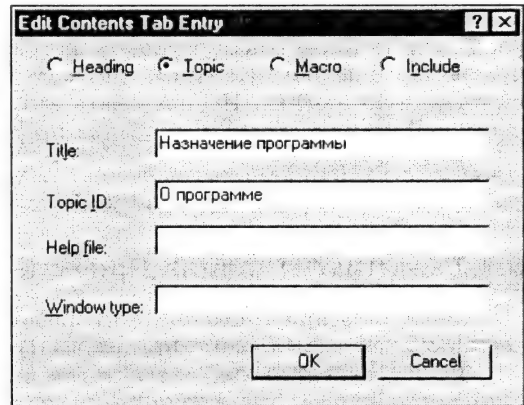 Edit Contents Tab Entry
Heading Topic Macro Include
Title: Назначение программы
Topic ID: О программе
Help file:
Window type:
OK Cancel